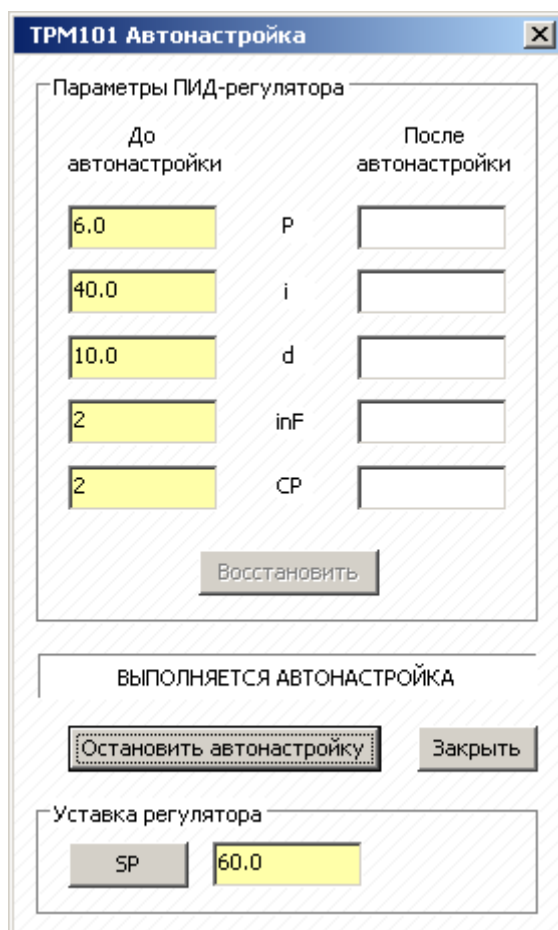 ТРМ101 Автонастройка
Параметры ПИД-регулятора
До автонастройки
После автонастройки
6.0 P
40.0 i
10.0 d
2 inF
2 CP
Восстановить
ВЫПОЛНЯЕТСЯ АВТОНАСТРОЙКА
Остановить автонастройку Закрыть
Уставка регулятора
SP 60.0